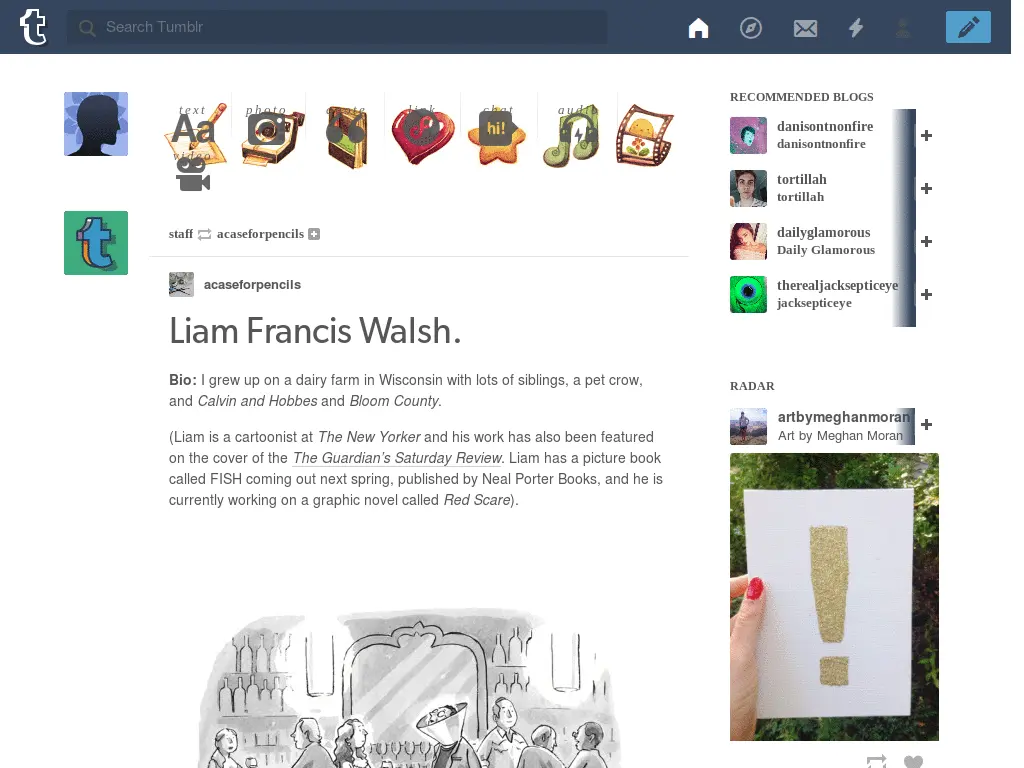 t
Search Tumblr
text photo quote link chat audio
Aa hi!
video
RECOMMENDED BLOGS
danisontnonfire
danisontnonfire
tortillah
tortillah
dailyglamorous
Daily Glamorous
therealjacksepticeye
jacksepticeye
t
staff acaseforpencils
acaseforpencils
Liam Francis Walsh.
Bio: I grew up on a dairy farm in Wisconsin with lots of siblings, a pet crow,
and Calvin and Hobbes and Bloom County.
(Liam is a cartoonist at The New Yorker and his work has also been featured
on the cover of the The Guardian’s Saturday Review. Liam has a picture book
called FISH coming out next spring, published by Neal Porter Books, and he is
currently working on a graphic novel called Red Scare).
RADAR
artbymeghanmoran
Art by Meghan Moran
!